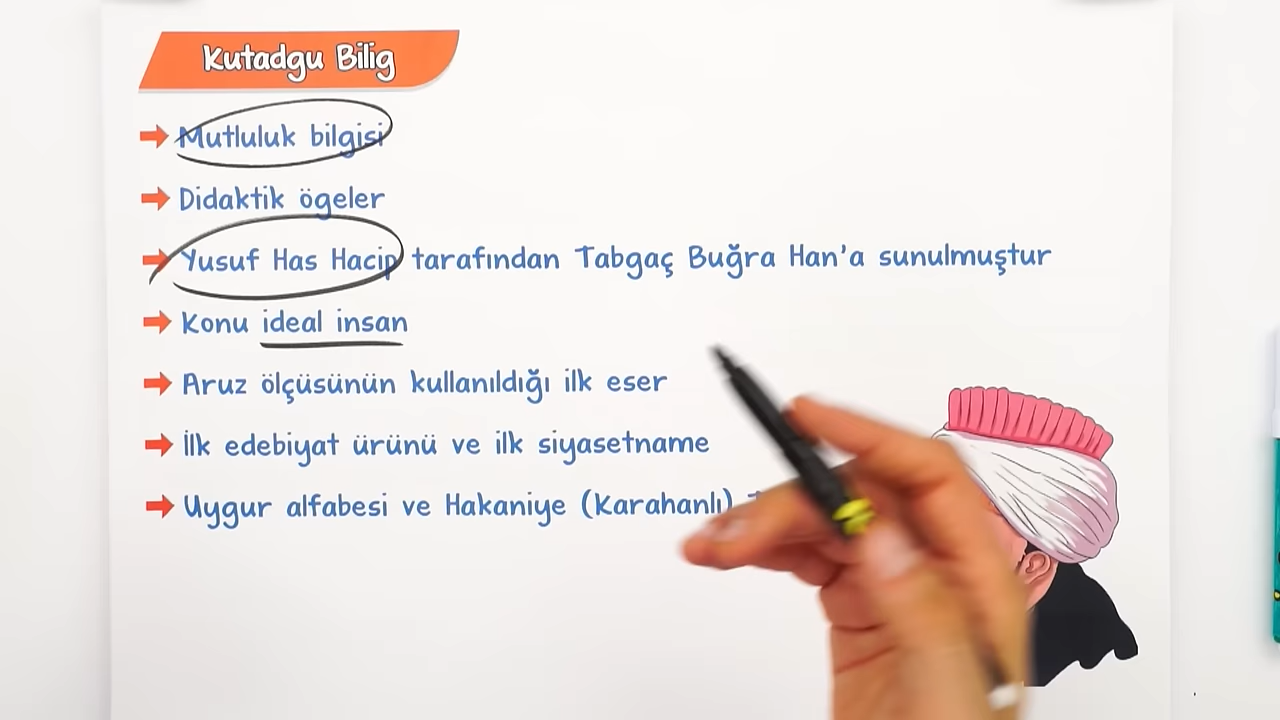 Kutadgu Bilig
Mutluluk bilgisi
Didaktik ögeler
Yusuf Has Hacip tarafından Tabgaç Buğra Han'a sunulmuştur
Konu ideal insan
Aruz ölçüsünün kullanıldığı ilk eser
İlk edebiyat ürünü ve ilk siyasetname
Uygur alfabesi ve Hakaniye (Karahanlı)